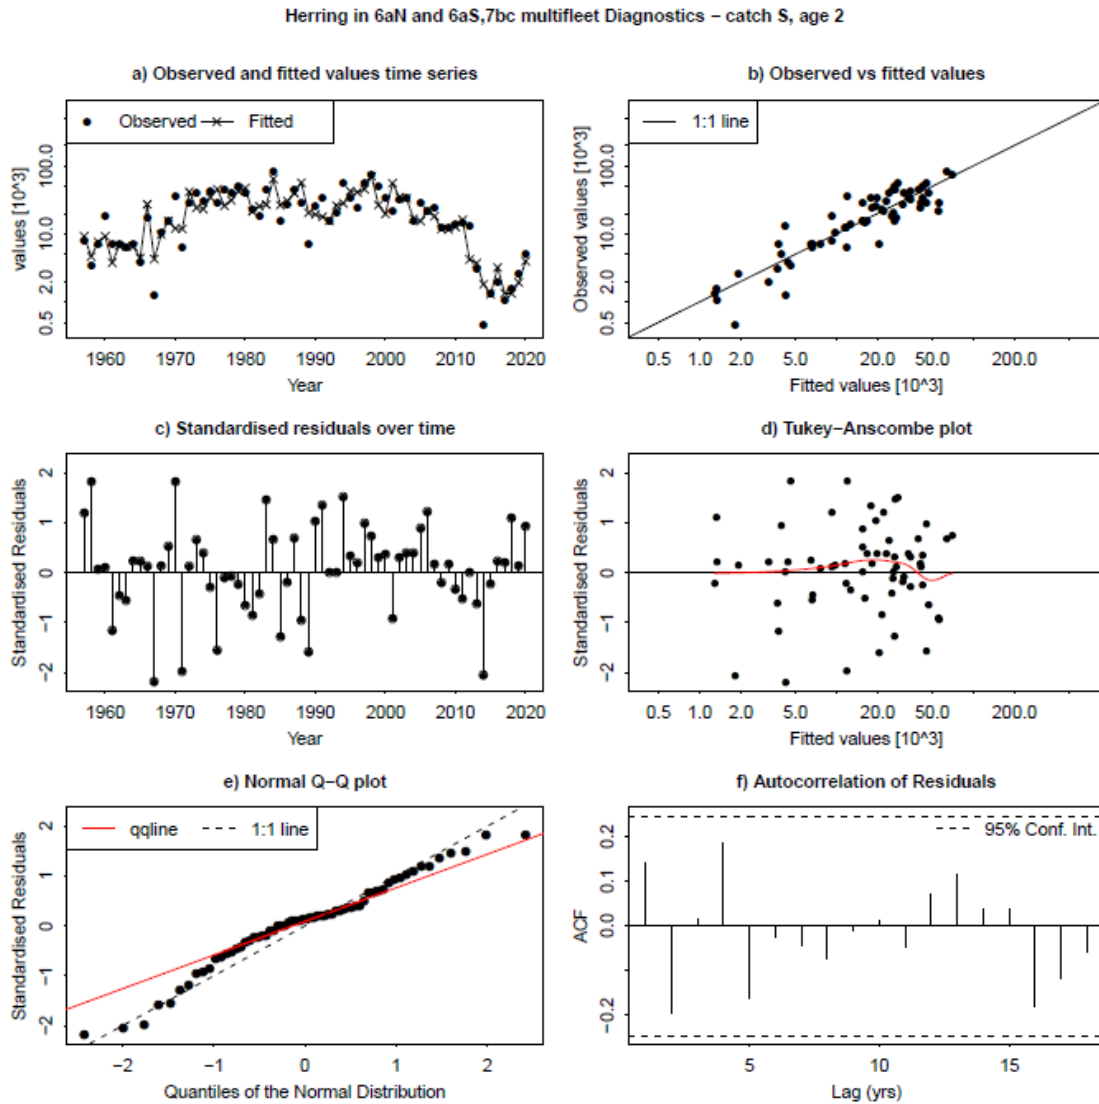 Herring in 6aN and 6aS,7bc multifleet Diagnostics − catch S, age 2
a) Observed and fitted values time series
values [10^3]
0.5 2.0 10.0 100.0
Observed Fitted
1960 1970 1980 1990 2000 2010 2020
Year
b) Observed vs fitted values
Observed values [10^3]
0.5 2.0 10.0 100.0
1:1 line
0.5 1.0 2.0 5.0 20.0 50.0 200.0
Fitted values [10^3]
c) Standardised residuals over time
Standardised Residuals
−2 −1 0 1 2
1960 1970 1980 1990 2000 2010 2020
Year
d) Tukey−Anscombe plot
Standardised Residuals
−2 −1 0 1 2
0.5 1.0 2.0 5.0 20.0 50.0 200.0
Fitted values [10^3]
e) Normal Q−Q plot
Standardised Residuals
−2 −1 0 1 2
qqline 1:1 line
−2 −1 0 1 2
Quantiles of the Normal Distribution
f) Autocorrelation of Residuals
ACF
−0.2 0.0 0.1 0.2
95% Conf. Int.
5 10 15
Lag (yrs)